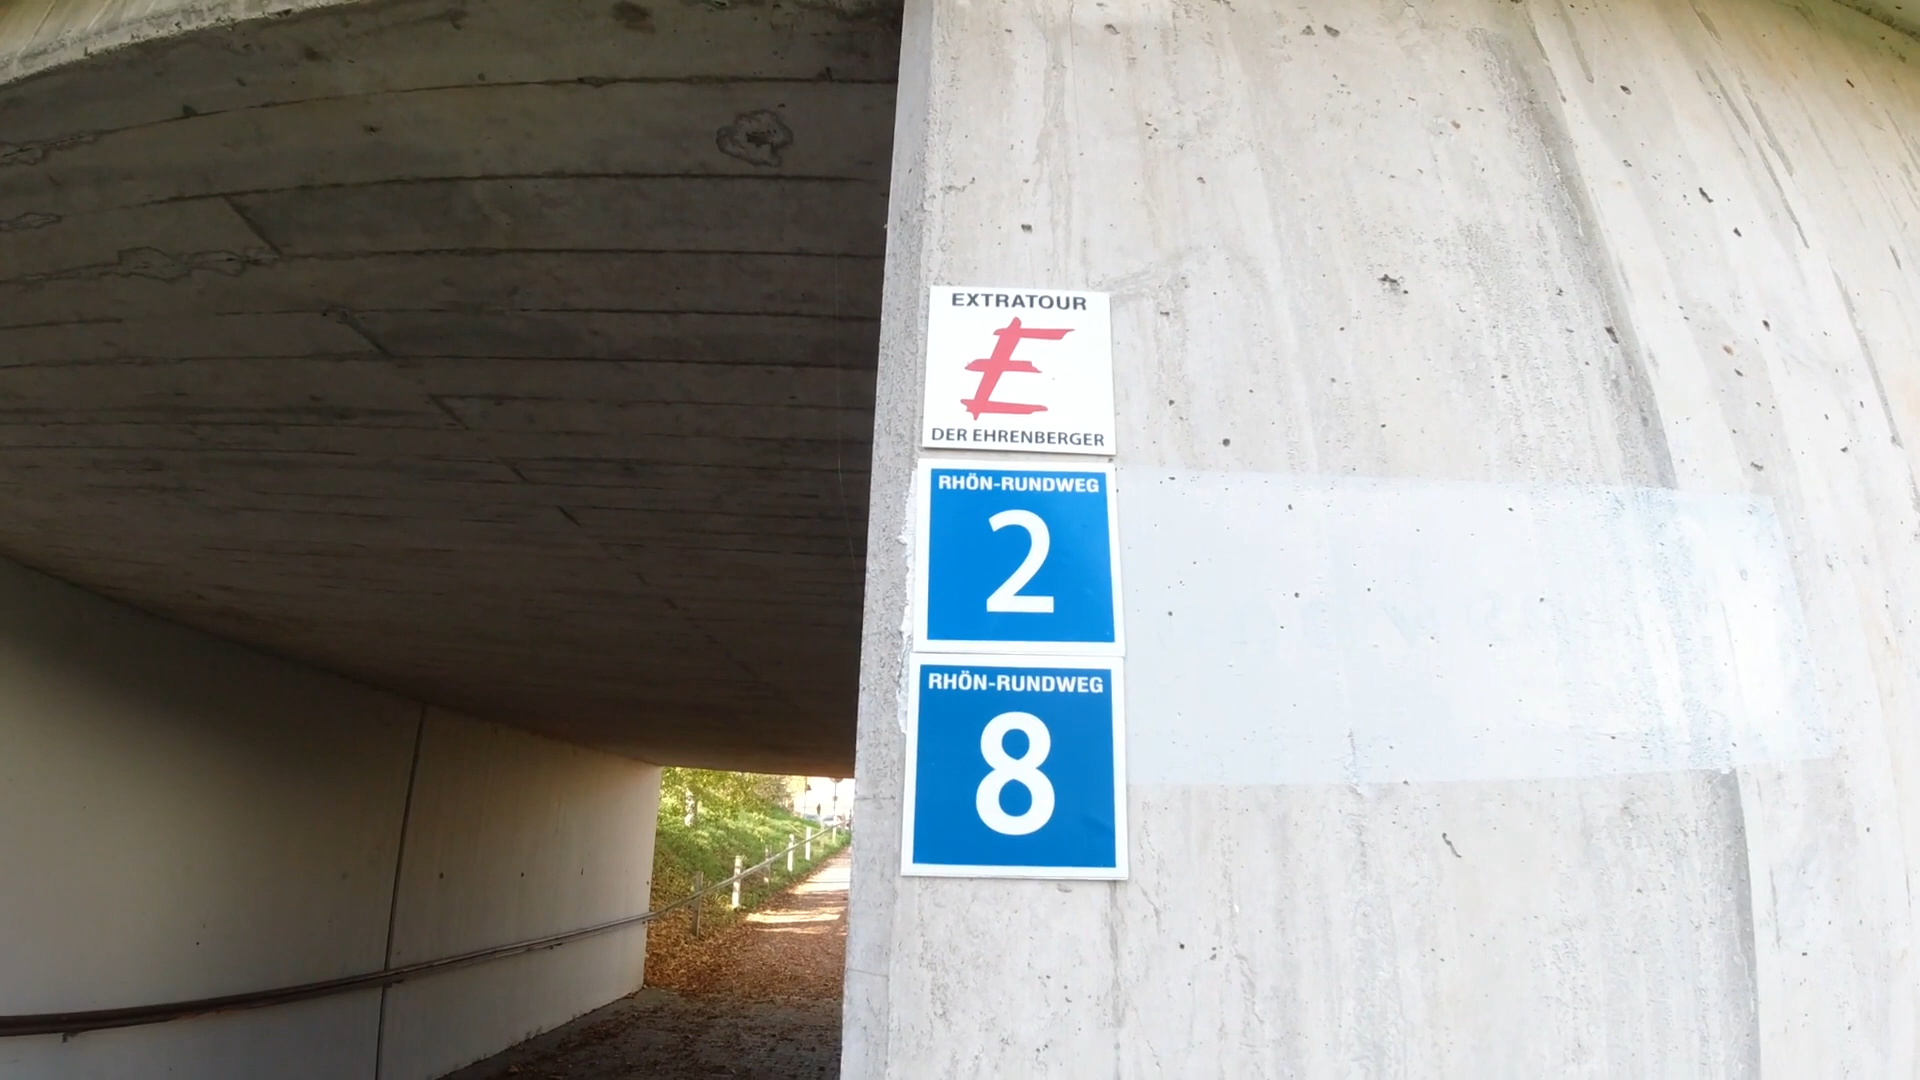 EXTRATOUR
E
DER EHRENBERGER
RHÖN-RUNDWEG
2
RHÖN-RUNDWEG
8